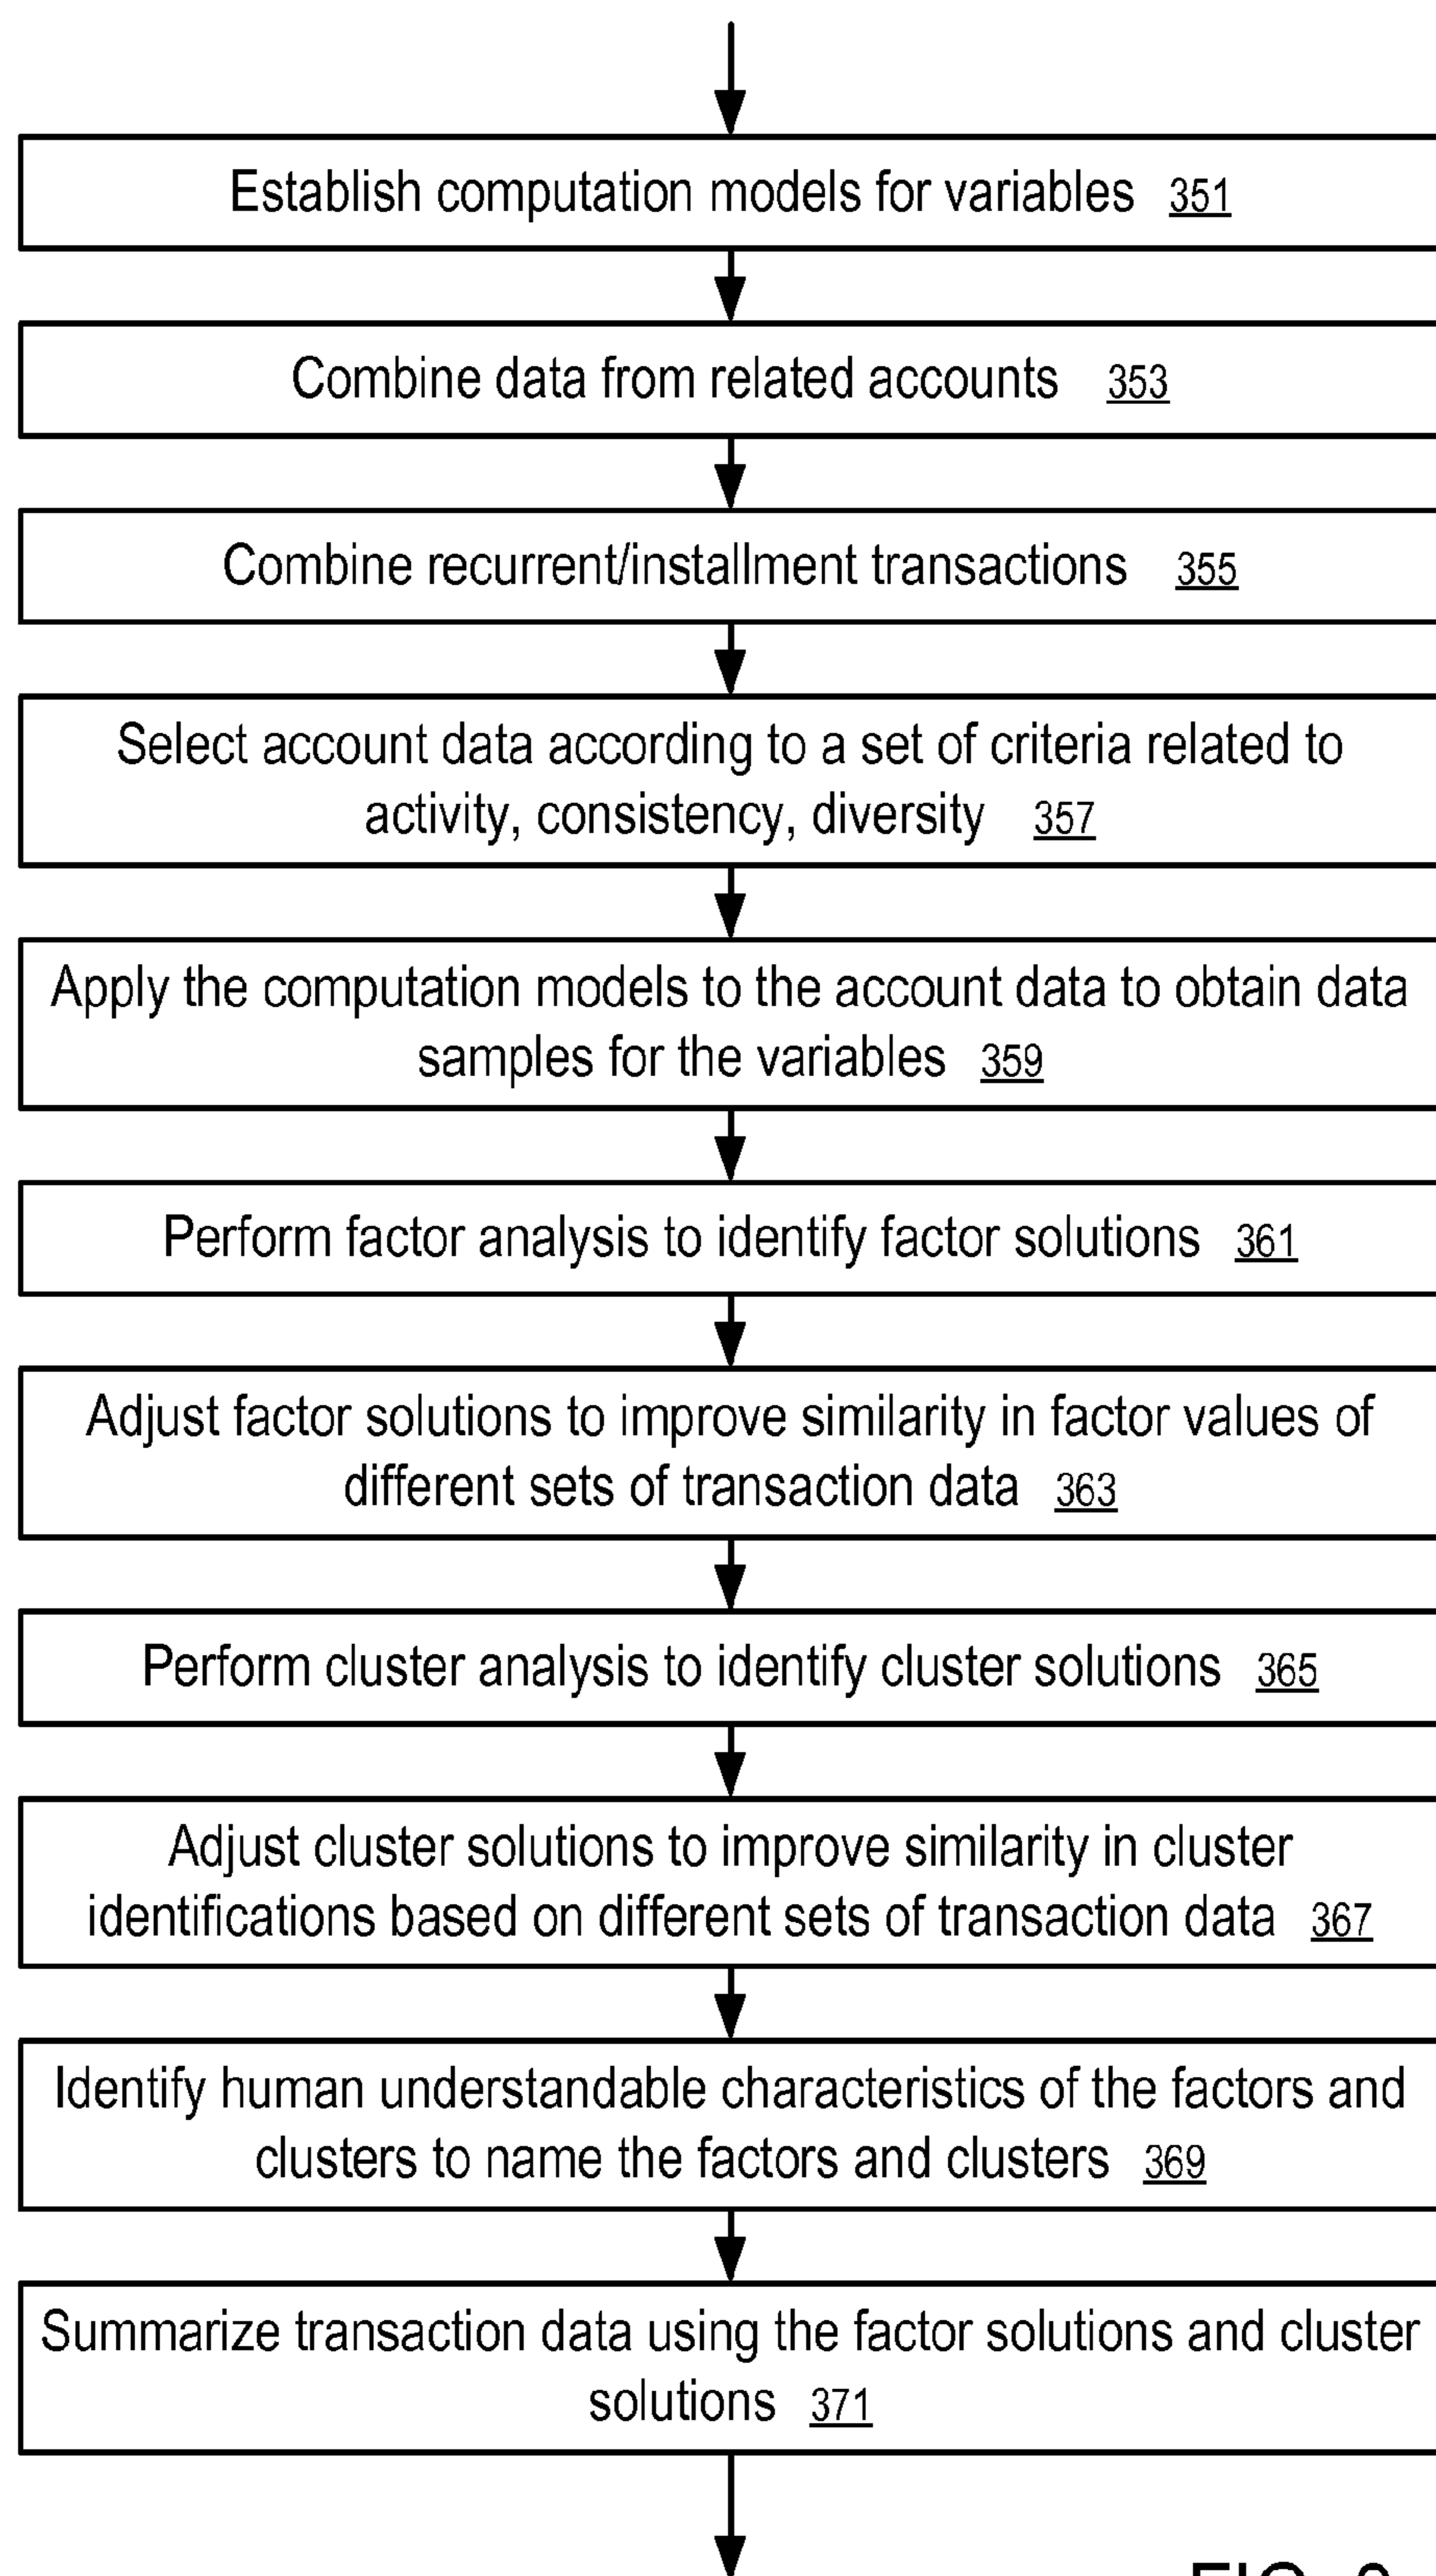 Establish computation models for variables 351
Combine data from related accounts 353
Combine recurrent/installment transactions 355
Select account data according to a set of criteria related to
activity, consistency, diversity 357
Apply the computation models to the account data to obtain data
samples for the variables 359
Perform factor analysis to identify factor solutions 361
Adjust factor solutions to improve similarity in factor values of
different sets of transaction data 363
Perform cluster analysis to identify cluster solutions 365
Adjust cluster solutions to improve similarity in cluster
identifications based on different sets of transaction data 367
Identify human understandable characteristics of the factors and
clusters to name the factors and clusters 369
Summarize transaction data using the factor solutions and cluster
solutions 371
FIG.